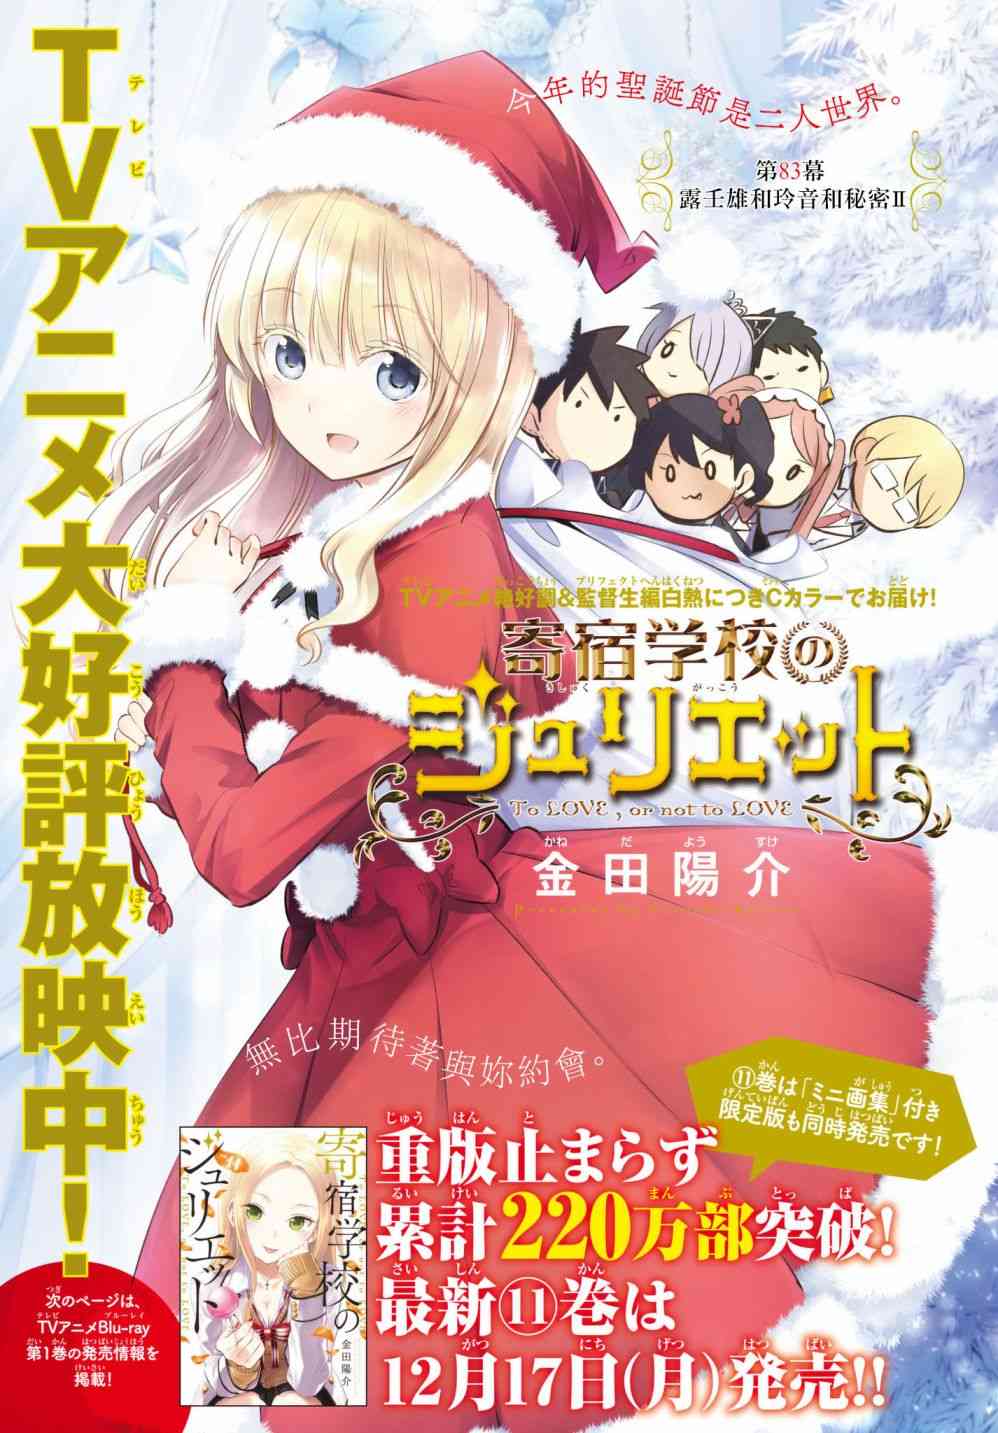 TVアニメ大好評放映中!
今年的聖誕節是二人世界。
第83幕
露壬雄和玲音和秘密II
TVアニメ絶好調&監督生編白熱につきCカラーでお届け!
寄宿学校の
ジュリエット
To LOVE, or not to LOVE
金田陽介
無比期待著與妳約會。
⑪巻は「ミニ画集」付き
限定版も同時発売です!
重版止まらず
累計220万部突破!
最新⑪巻は
12月17日(月)発売!!
寄宿学校の
ジュリエット
11
金田陽介
次のページは、
TVアニメBlu-ray
第1巻の発売情報を
掲載!